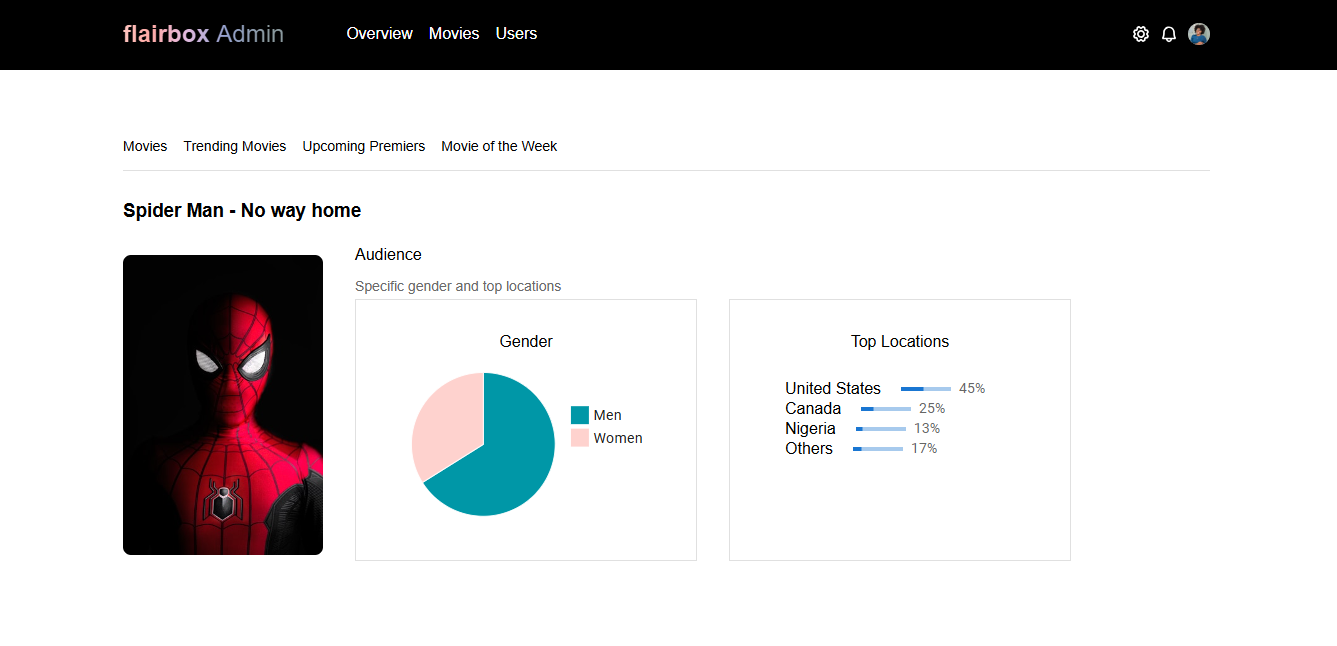 flairbox Admin Overview Movies Users
Movies Trending Movies Upcoming Premiers Movie of the Week
Spider Man - No way home
Audience
Specific gender and top locations
Gender
Men
Women
Top Locations
United States 45%
Canada 25%
Nigeria 13%
Others 17%